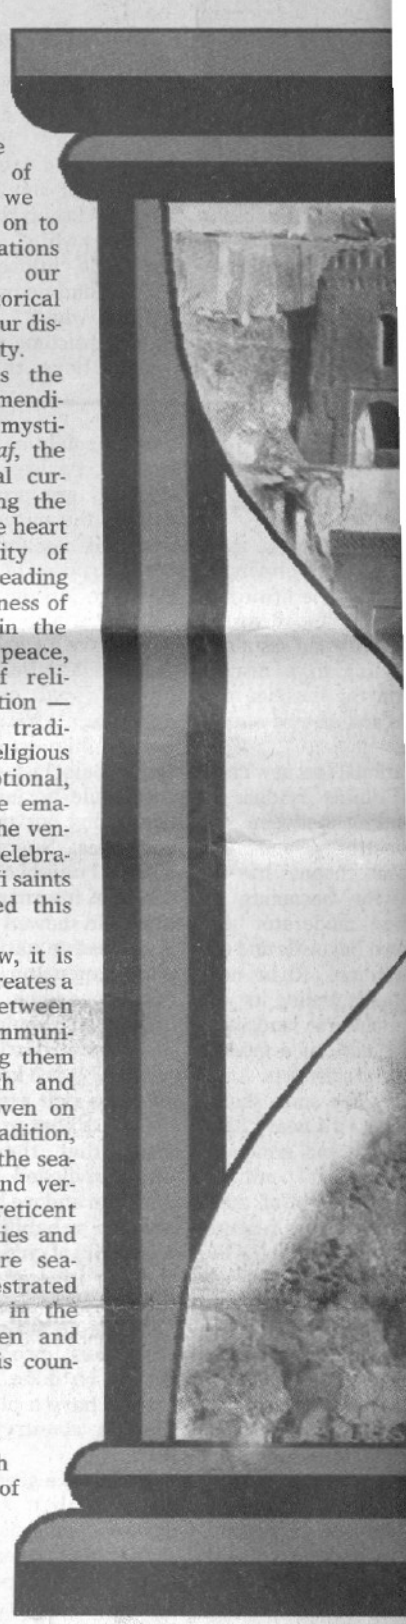 e
of
we
on to
ations
our
torical
ur dis-
ty.
s the
mendi-
mysti-
af, the
al cur-
ng the
e heart
ity of
eading
ness of
in the
peace,
f reli-
tion —
tradi-
eligious
otional,
e ema-
he ven-
elebra-
i saints
ed this
w, it is
reates a
etween
ommuni-
g them
th and
ven on
adition,
the sea-
nd ver-
reticent
ies and
re sea-
estrated
in the
en and
is coun-
h
of